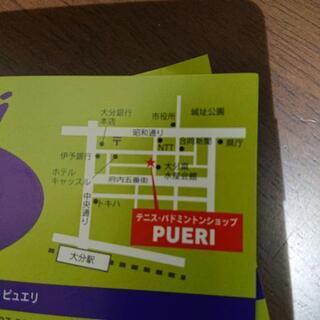 大分銀行
本店
市役所
城址公園
昭和通り
〒
NTT
合同新聞
県庁
伊予銀行
ホテル
キャッスル
府内五番街
中央通り
トキハ
テニス・バドミントンショップ
PUERI
大分駅
ピュエリ